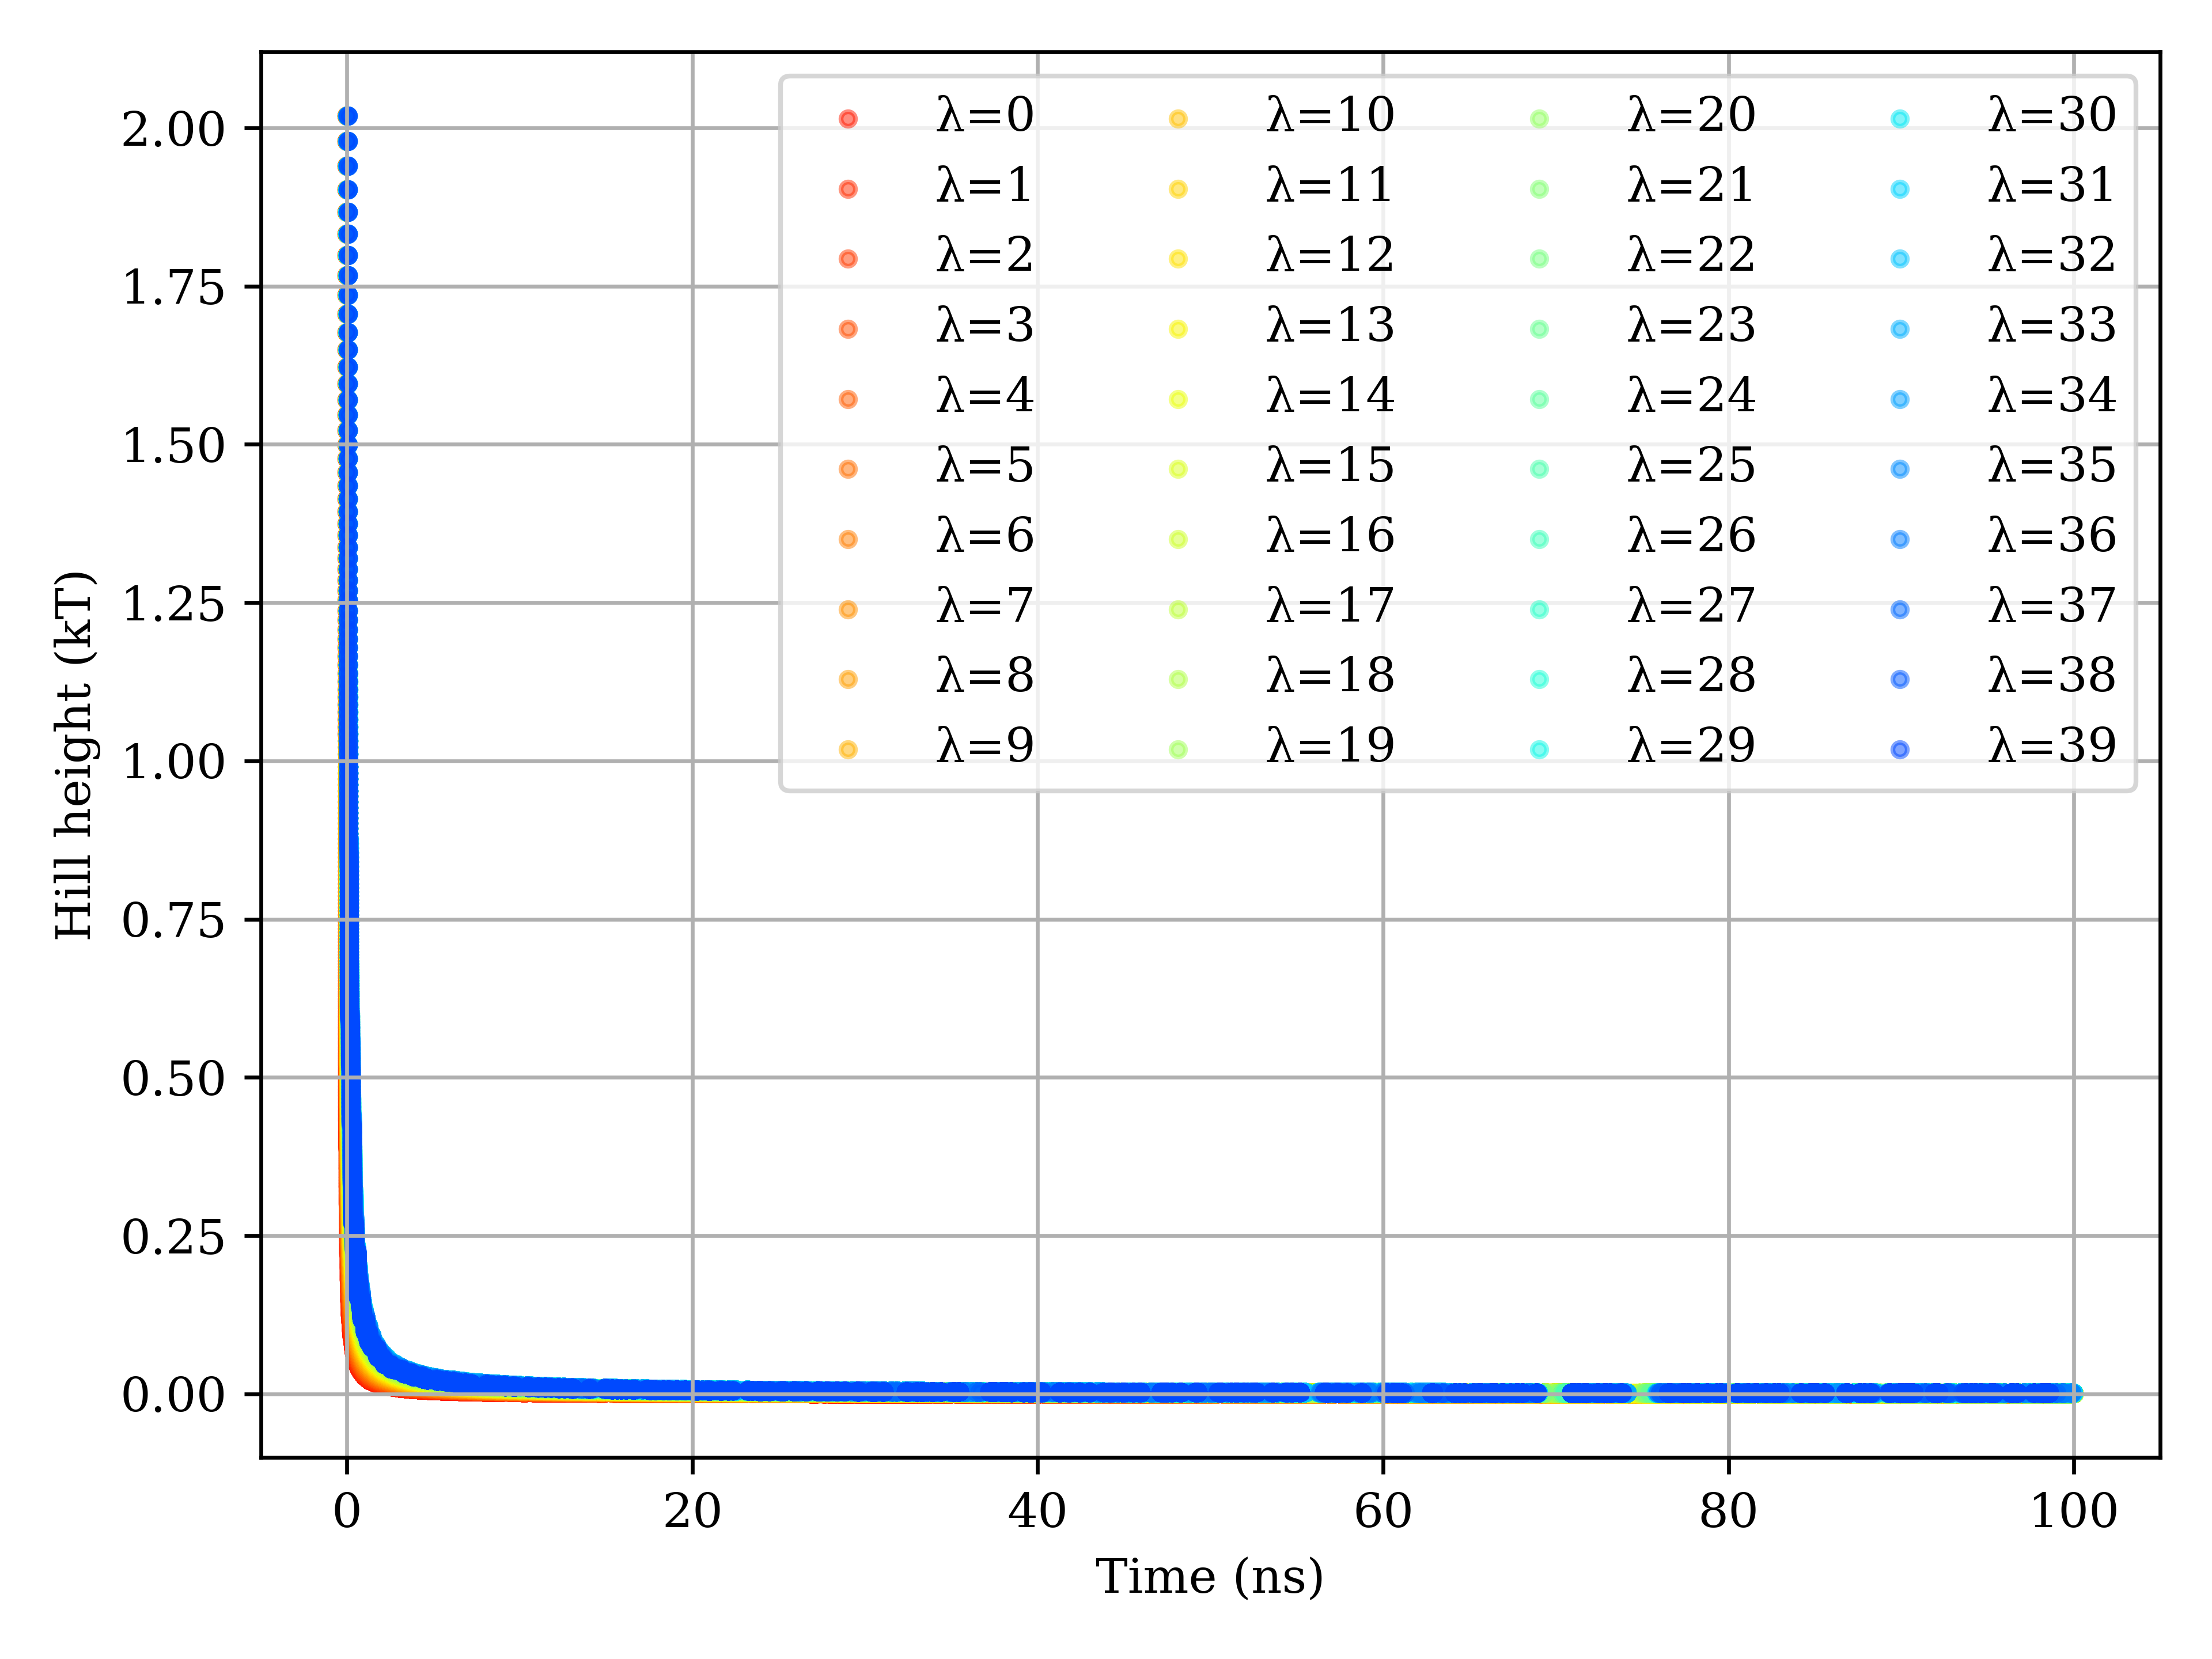 2.00
1.75
1.50
1.25
1.00
0.75
0.50
0.25
0.00
Hill height (kT)
0 20 40 60 80 100
Time (ns)
λ=0 λ=10 λ=20 λ=30
λ=1 λ=11 λ=21 λ=31
λ=2 λ=12 λ=22 λ=32
λ=3 λ=13 λ=23 λ=33
λ=4 λ=14 λ=24 λ=34
λ=5 λ=15 λ=25 λ=35
λ=6 λ=16 λ=26 λ=36
λ=7 λ=17 λ=27 λ=37
λ=8 λ=18 λ=28 λ=38
λ=9 λ=19 λ=29 λ=39